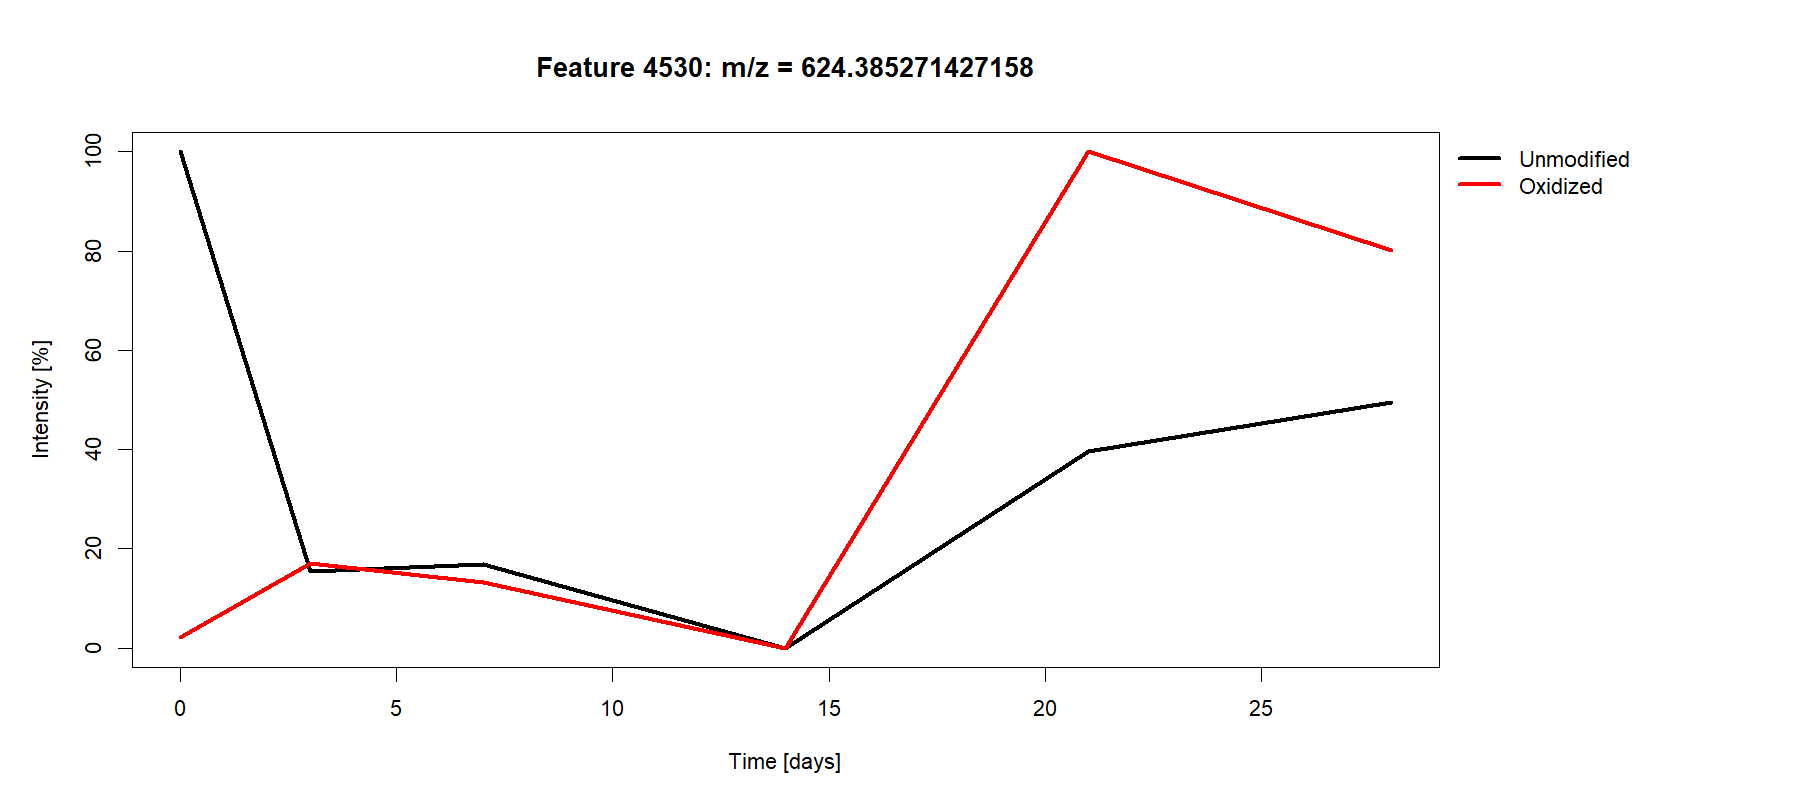 Feature 4530: m/z = 624.385271427158
Unmodified
Oxidized
Intensity [%]
100
80
60
40
20
0
0 5 10 15 20 25
Time [days]